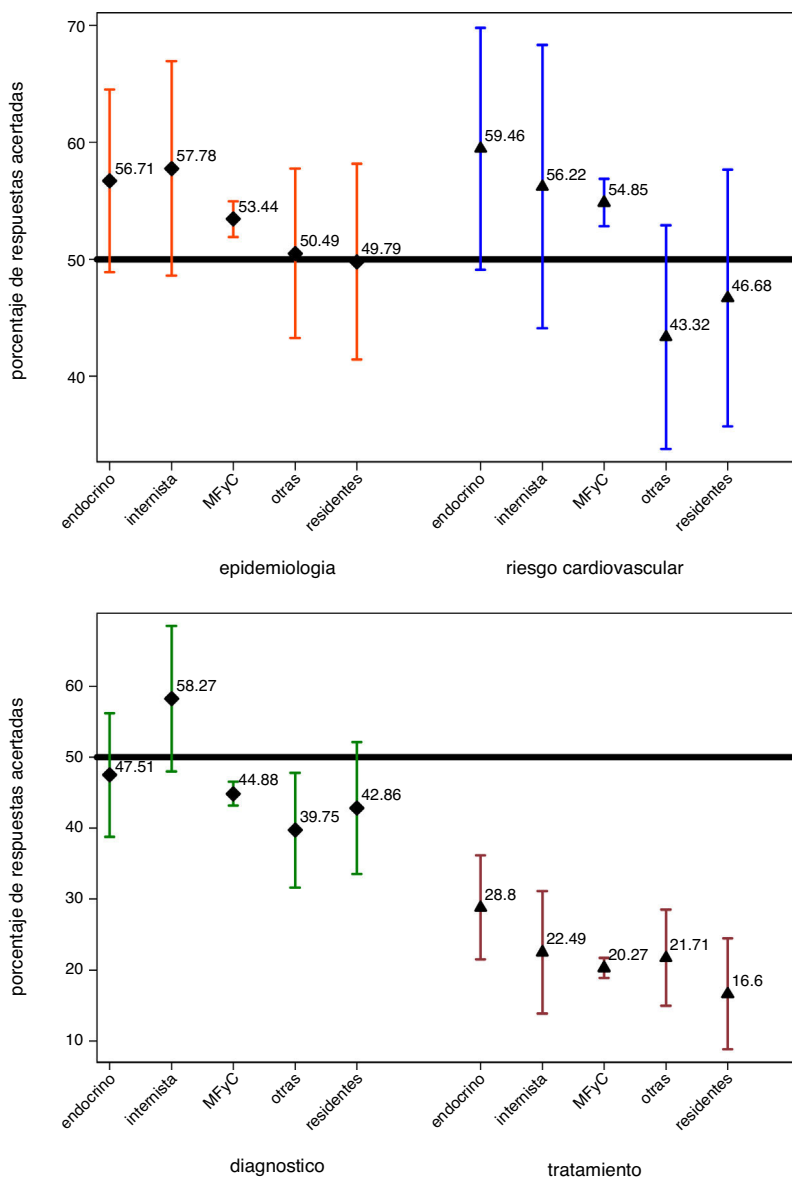 porcentaje de respuestas acertadas
70
60
50
40
56.71
57.78
53.44
50.49
49.79
59.46
56.22
54.85
43.32
46.68
endocrino
internista
MFyC
otras
residentes
endocrino
internista
MFyC
otras
residentes
epidemiologia
riesgo cardiovascular
porcentaje de respuestas acertadas
60
50
40
30
20
10
47.51
58.27
44.88
39.75
42.86
28.8
22.49
20.27
21.71
16.6
endocrino
internista
MFyC
otras
residentes
endocrino
internista
MFyC
otras
residentes
diagnostico
tratamiento